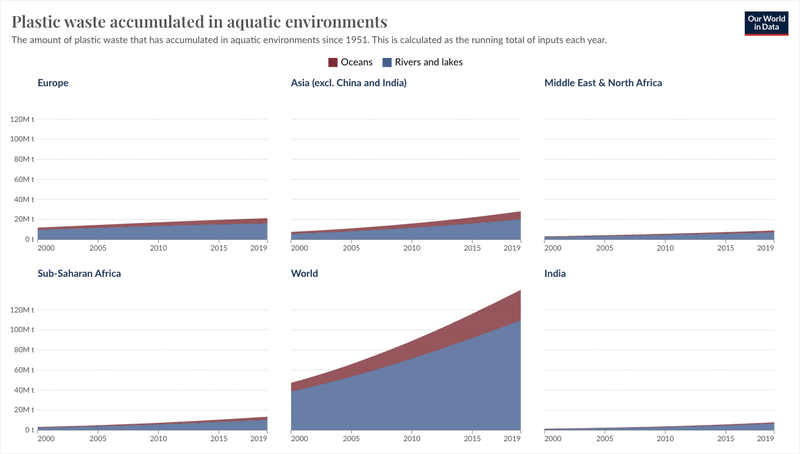 Plastic waste accumulated in aquatic environments
Our World
in Data
The amount of plastic waste that has accumulated in aquatic environments since 1951. This is calculated as the running total of inputs each year.
Oceans Rivers and lakes
Europe Asia (excl. China and India) Middle East & North Africa
120M t
100M t
80M t
60M t
40M t
20M t
0 t
2000 2005 2010 2015 2019 2000 2005 2010 2015 2019 2000 2005 2010 2015 2019
Sub-Saharan Africa World India
120M t
100M t
80M t
60M t
40M t
20M t
0 t
2000 2005 2010 2015 2019 2000 2005 2010 2015 2019 2000 2005 2010 2015 2019